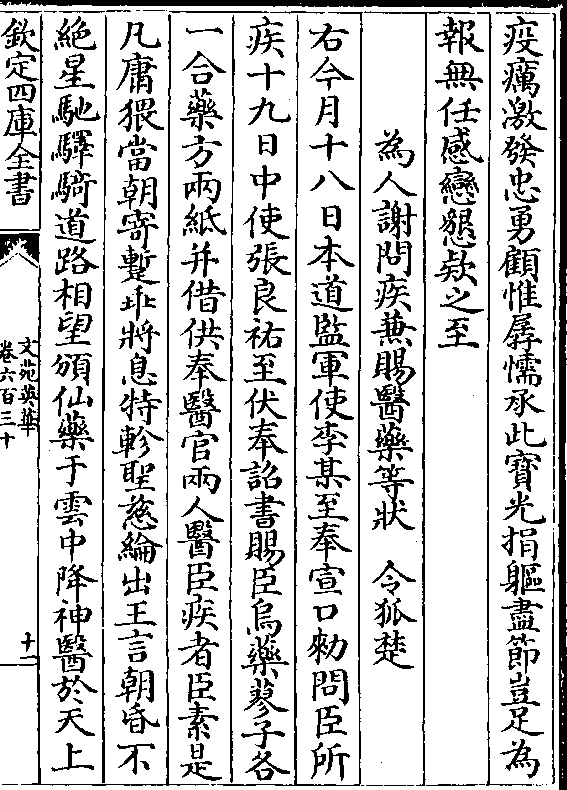 疫癘激發忠勇顧惟孱懦承此寶光捐軀盡節豈足為
報無任感戀懇欵之至
為人謝問疾兼賜醫藥等狀　令狐楚
右今月十八日本道監軍使李某至奉宣口勑問臣所
疾十九日中使張良祐至伏奉詔書賜臣烏藥蔘子各
一合藥方兩紙并借供奉醫官兩人醫臣疾者臣素是
凡庸猥當朝寄蹔乖將息特軫聖慈綸出王言朝昏不
絕星馳驛騎道路相望頒仙藥于雲中降神醫於天上
欽定四庫全書
文苑英華
卷六百三十
十一